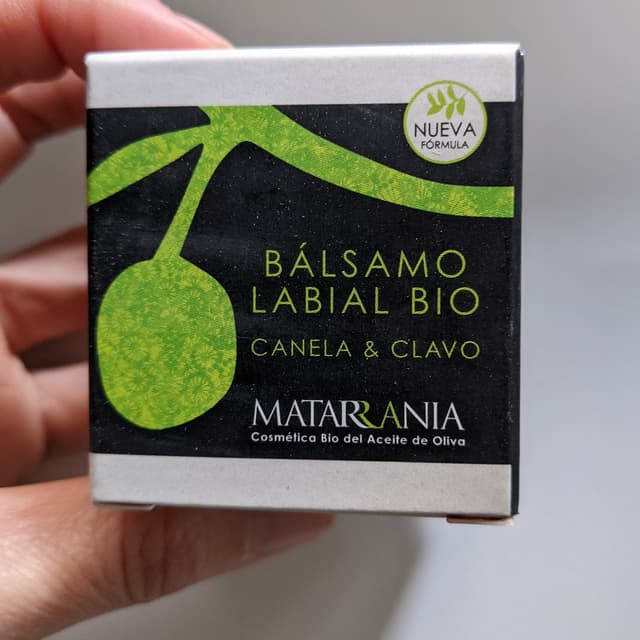 NUEVA
FÓRMULA
BÁLSAMO
LABIAL BIO
CANELA & CLAVO
MATARRANIA
Cosmética Bio del Aceite de Oliva